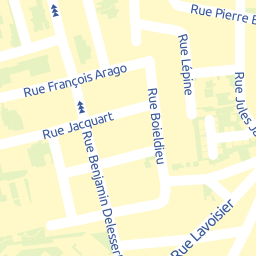 Rue Pierre
Rue Lépine
Rue François Arago
Rue Jules
Rue Boieldieu
Rue Jacquart
Rue Benjamin Delessert
Rue Lavoisier